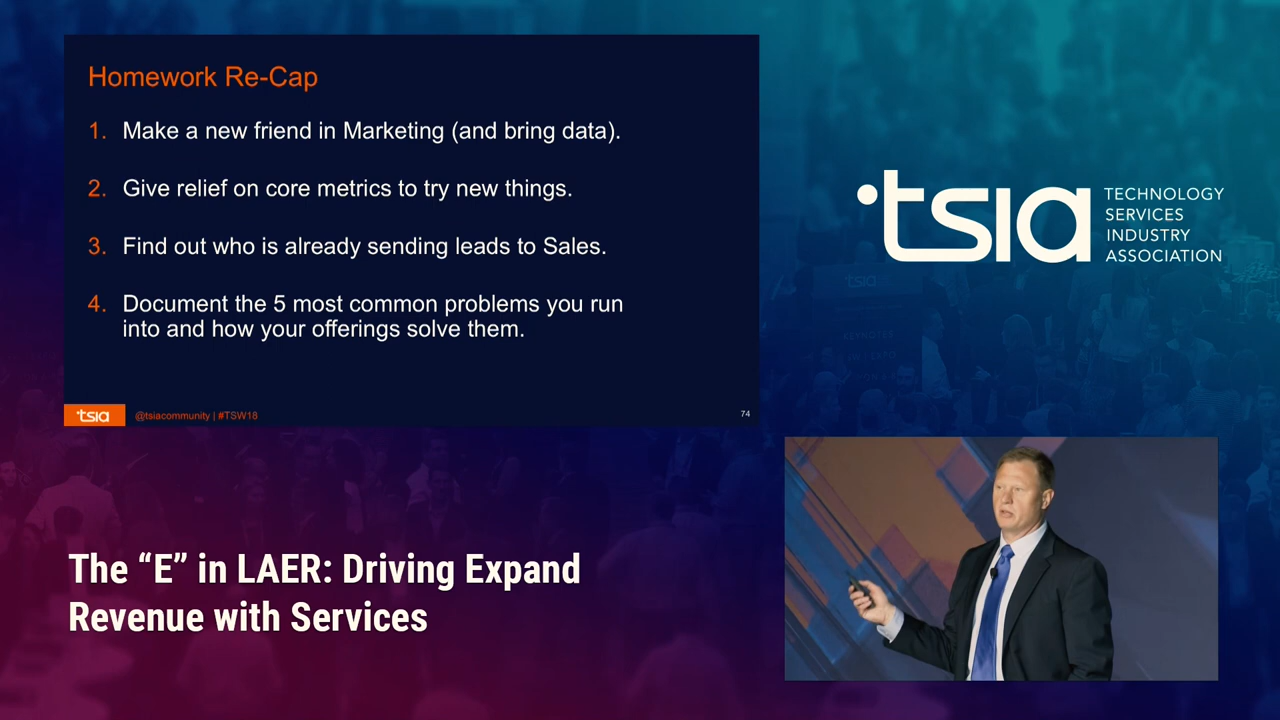 Homework Re-Cap
1. Make a new friend in Marketing (and bring data).
2. Give relief on core metrics to try new things.
3. Find out who is already sending leads to Sales.
4. Document the 5 most common problems you run
into and how your offerings solve them.
tsia
@tsiacommunity | #TSW18
74
tsia
TECHNOLOGY
SERVICES
INDUSTRY
ASSOCIATION
tsia
KEYNOTES
The “E” in LAER: Driving Expand
Revenue with Services